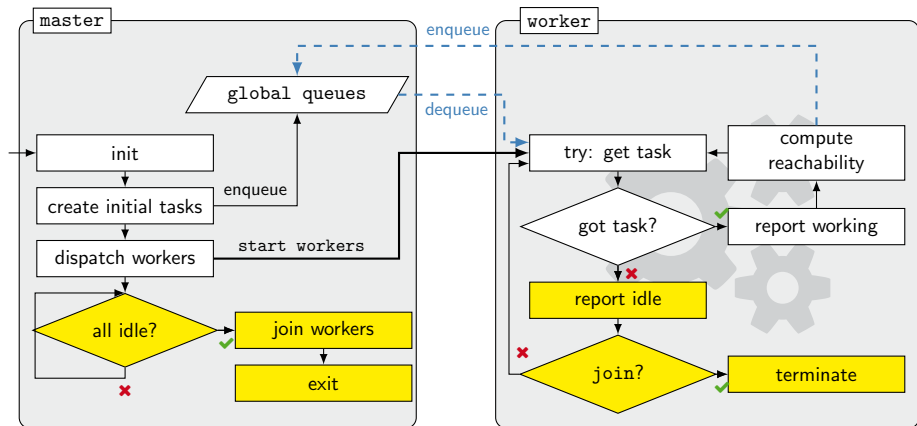 master
worker
enqueue
global queues
dequeue
init
try: get task
compute
reachability
enqueue
create initial tasks
got task?
report working
start workers
dispatch workers
report idle
all idle?
join workers
join?
terminate
exit